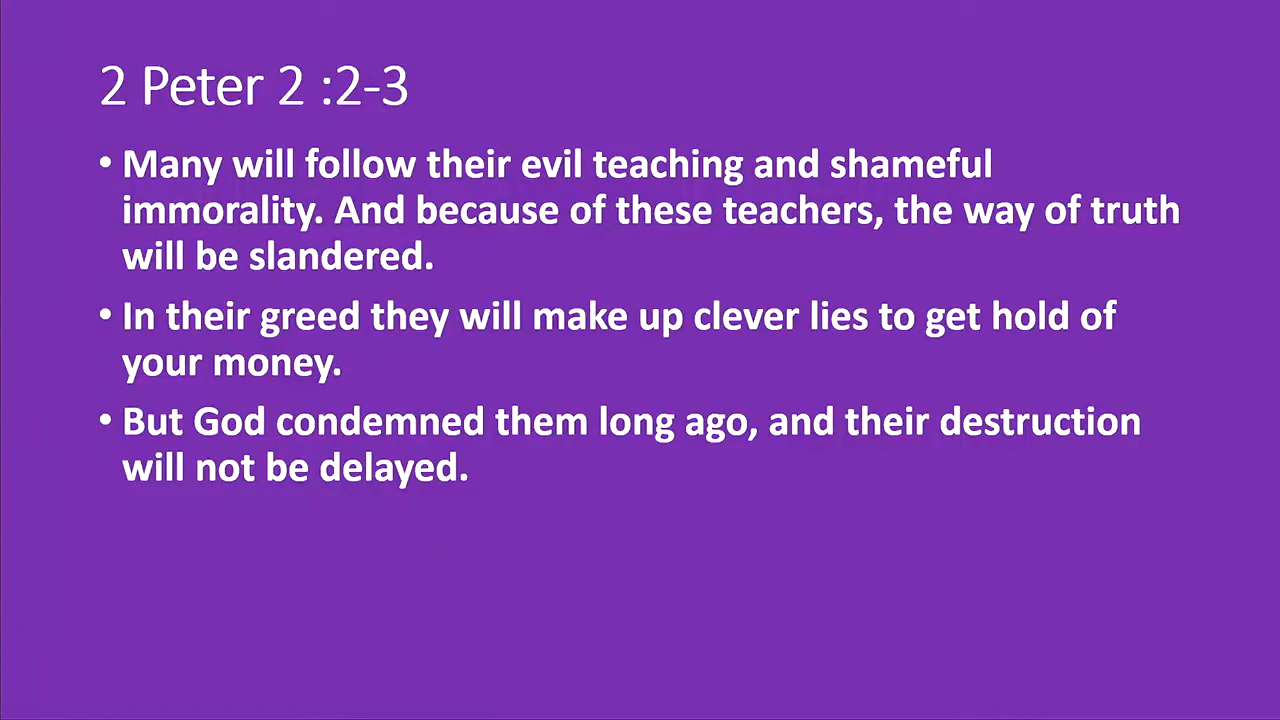 2 Peter 2 :2-3
• Many will follow their evil teaching and shameful
immorality. And because of these teachers, the way of truth
will be slandered.
• In their greed they will make up clever lies to get hold of
your money.
• But God condemned them long ago, and their destruction
will not be delayed.